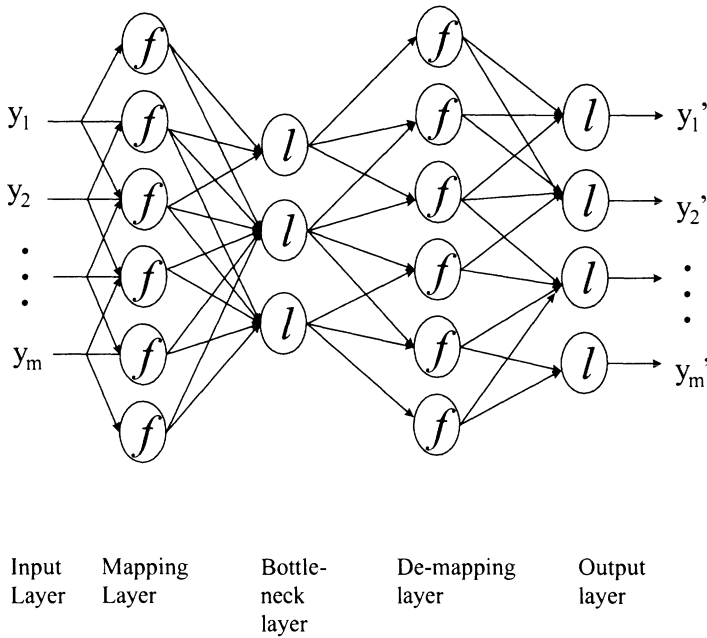 f f
y₁ f f l y₁’
l
y₂ f f l y₂’
l
f f l
l
yₘ f f l yₘ’
f f
Input Mapping Bottle- De-mapping Output
Layer Layer neck layer layer
layer